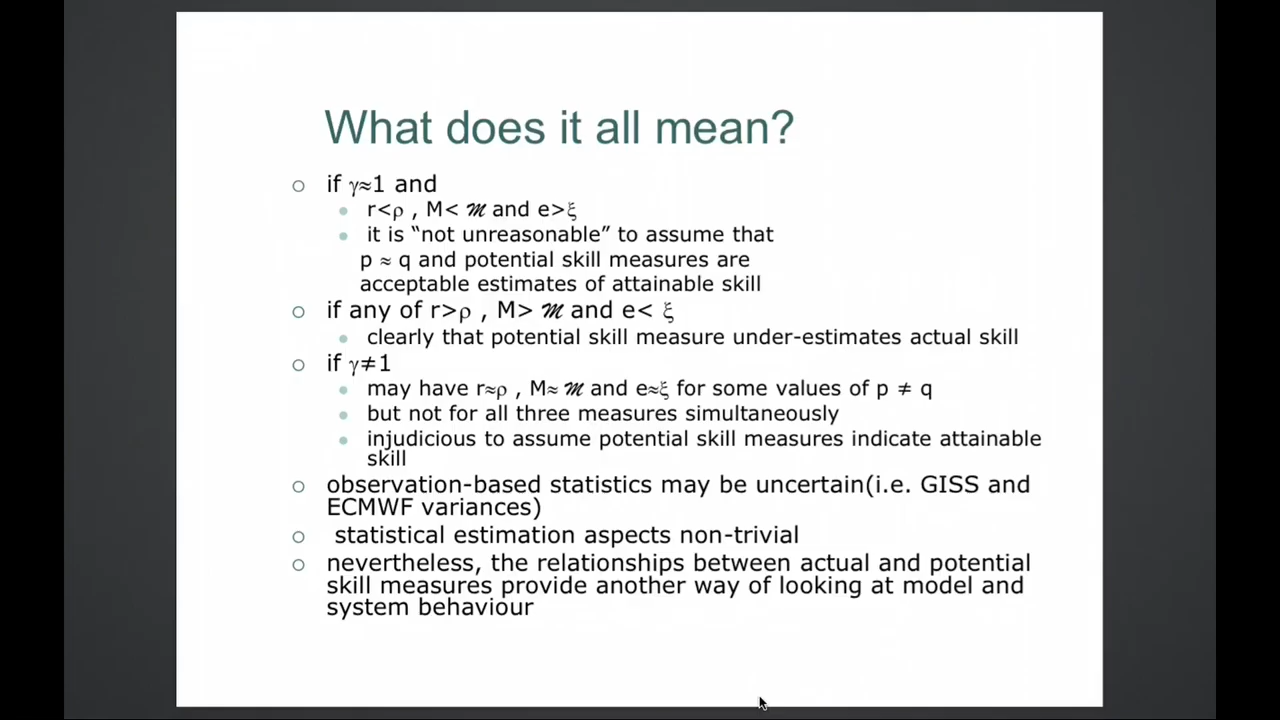 What does it all mean?
if γ≈1 and
r<ρ , M< ℳ and e>ξ
it is “not unreasonable” to assume that
p ≈ q and potential skill measures are
acceptable estimates of attainable skill
if any of r>ρ , M> ℳ and e< ξ
clearly that potential skill measure under-estimates actual skill
if γ≠1
may have r≈ρ , M≈ ℳ and e≈ξ for some values of p ≠ q
but not for all three measures simultaneously
injudicious to assume potential skill measures indicate attainable
skill
observation-based statistics may be uncertain(i.e. GISS and
ECMWF variances)
statistical estimation aspects non-trivial
nevertheless, the relationships between actual and potential
skill measures provide another way of looking at model and
system behaviour